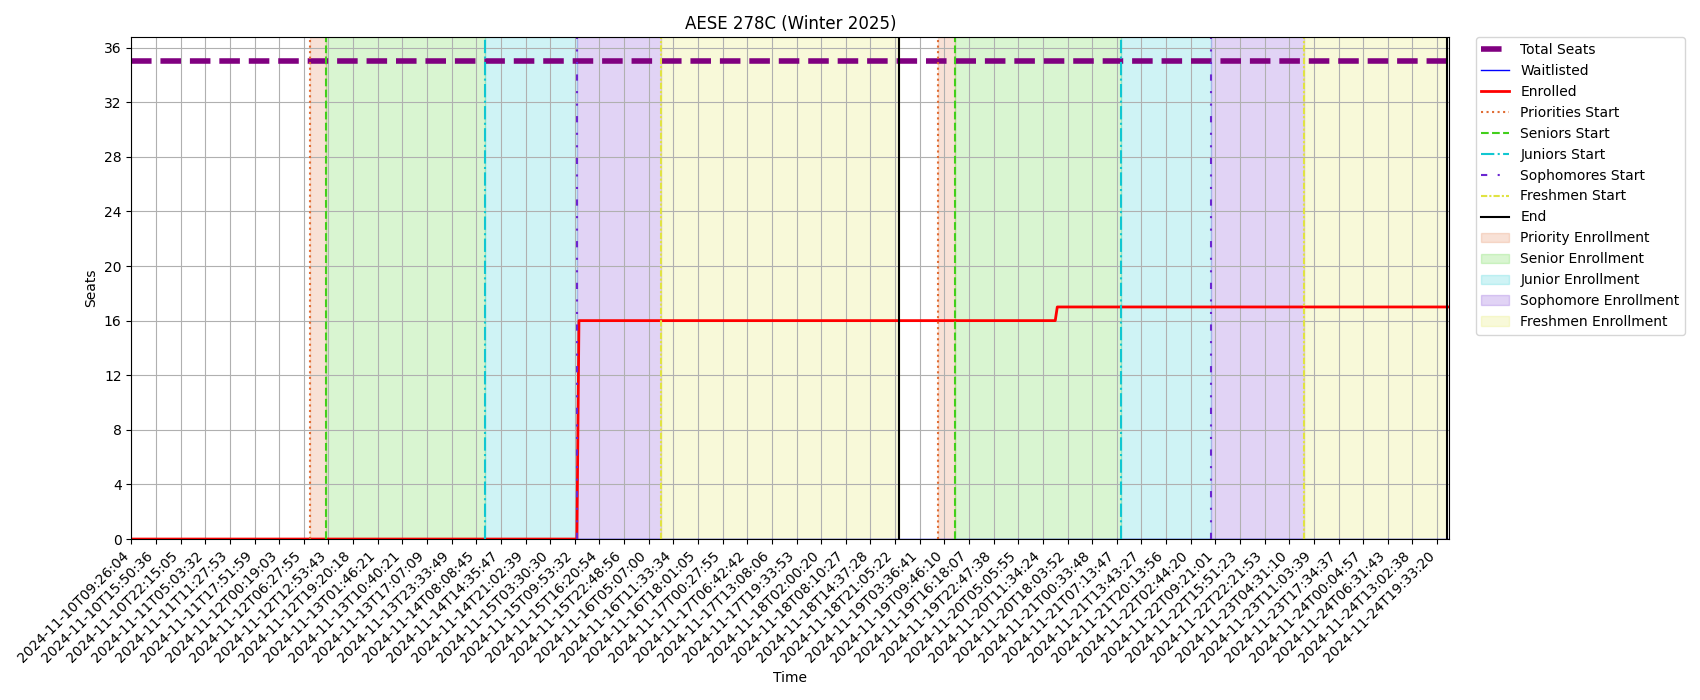 AESE 278C (Winter 2025)
36
32
28
24
20
16
12
8
4
0
Seats
2024-11-10T09:26:04
2024-11-10T15:50:36
2024-11-10T22:15:05
2024-11-11T05:03:32
2024-11-11T11:27:53
2024-11-11T17:51:59
2024-11-12T00:19:03
2024-11-12T06:27:55
2024-11-12T12:53:43
2024-11-12T19:20:18
2024-11-13T01:46:21
2024-11-13T10:40:21
2024-11-13T17:07:09
2024-11-13T23:33:49
2024-11-14T08:08:45
2024-11-14T14:35:47
2024-11-14T21:02:39
2024-11-15T03:30:30
2024-11-15T09:53:32
2024-11-15T16:20:54
2024-11-15T22:48:56
2024-11-16T05:07:00
2024-11-16T11:33:34
2024-11-16T18:01:05
2024-11-17T00:27:55
2024-11-17T06:42:42
2024-11-17T13:08:06
2024-11-17T19:33:53
2024-11-18T02:00:20
2024-11-18T08:10:27
2024-11-18T14:37:28
2024-11-18T21:05:22
2024-11-19T03:36:41
2024-11-19T09:46:10
2024-11-19T16:18:07
2024-11-19T22:47:38
2024-11-20T05:05:55
2024-11-20T11:34:24
2024-11-20T18:03:52
2024-11-21T00:33:48
2024-11-21T07:13:47
2024-11-21T13:43:27
2024-11-21T20:13:56
2024-11-22T02:44:20
2024-11-22T09:21:01
2024-11-22T15:51:23
2024-11-22T22:21:53
2024-11-23T04:31:10
2024-11-23T11:03:39
2024-11-23T17:34:37
2024-11-24T00:04:57
2024-11-24T06:31:43
2024-11-24T13:02:38
2024-11-24T19:33:20
Time
Total Seats
Waitlisted
Enrolled
Priorities Start
Seniors Start
Juniors Start
Sophomores Start
Freshmen Start
End
Priority Enrollment
Senior Enrollment
Junior Enrollment
Sophomore Enrollment
Freshmen Enrollment